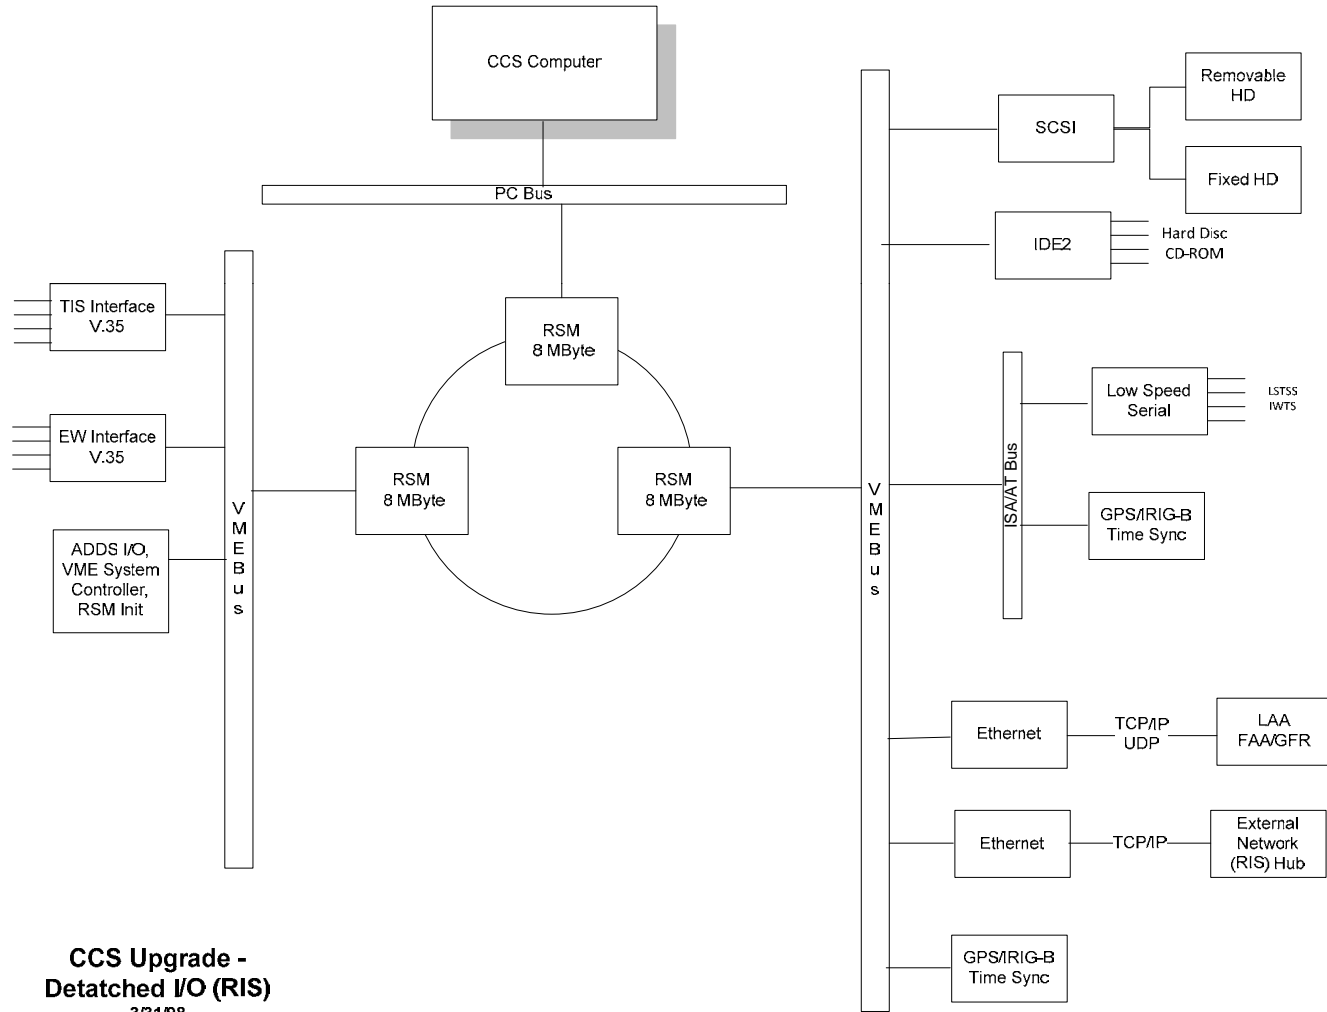 CCS Computer
PC Bus
RSM
8 MByte
RSM
8 MByte
RSM
8 MByte
TIS Interface
V.35
EW Interface
V.35
ADDS I/O,
VME System
Controller,
RSM Init
VMEBus
VMEBus
SCSI
Removable
HD
Fixed HD
IDE2
Hard Disc
CD-ROM
ISA/AT Bus
Low Speed
Serial
LSTSS
IWTS
GPS/IRIG-B
Time Sync
Ethernet
TCP/IP
UDP
LAA
FAA/GFR
Ethernet
TCP/IP
External
Network
(RIS) Hub
GPS/IRIG-B
Time Sync
CCS Upgrade -
Detatched I/O (RIS)